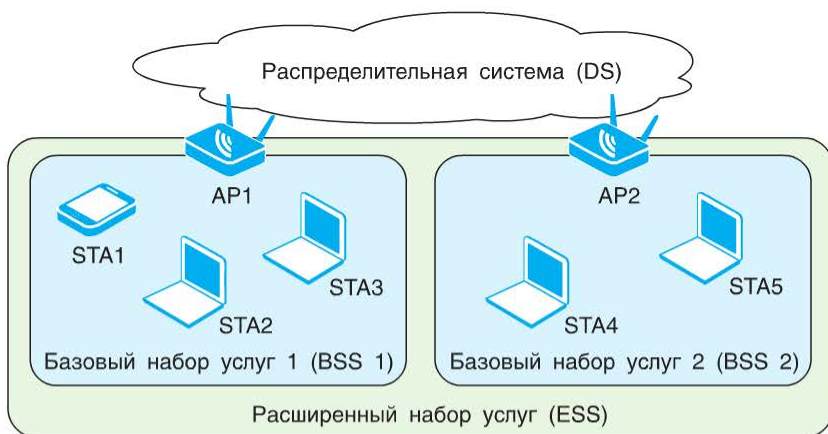 Распределительная система (DS)
AP1
AP2
STA1
STA2
STA3
STA4
STA5
Базовый набор услуг 1 (BSS 1)
Базовый набор услуг 2 (BSS 2)
Расширенный набор услуг (ESS)